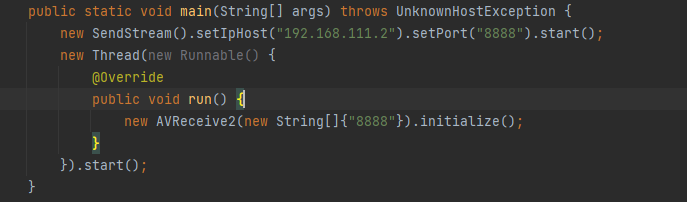 public static void main(String[] args) throws UnknownHostException {
    new SendStream().setIpHost("192.168.111.2").setPort("8888").start();
    new Thread(new Runnable() {
        @Override
        public void run() {
            new AVReceive2(new String[]{"8888"}).initialize();
        }
    }).start();
}